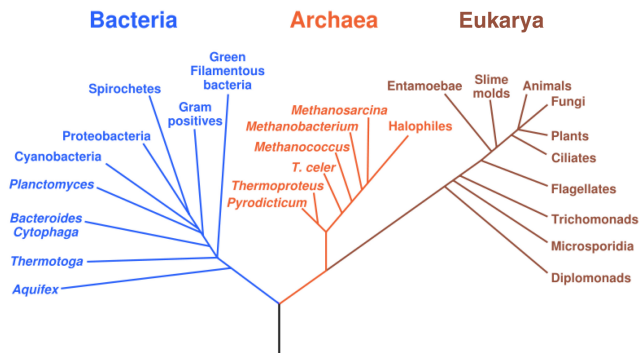 Bacteria
Archaea
Eukarya
Green
Filamentous
bacteria
Spirochetes
Gram
positives
Proteobacteria
Cyanobacteria
Planctomyces
Bacteroides
Cytophaga
Thermotoga
Aquifex
Methanosarcina
Methanobacterium
Halophiles
Methanococcus
T. celer
Thermoproteus
Pyrodicticum
Entamoebae
Slime
molds
Animals
Fungi
Plants
Ciliates
Flagellates
Trichomonads
Microsporidia
Diplomonads